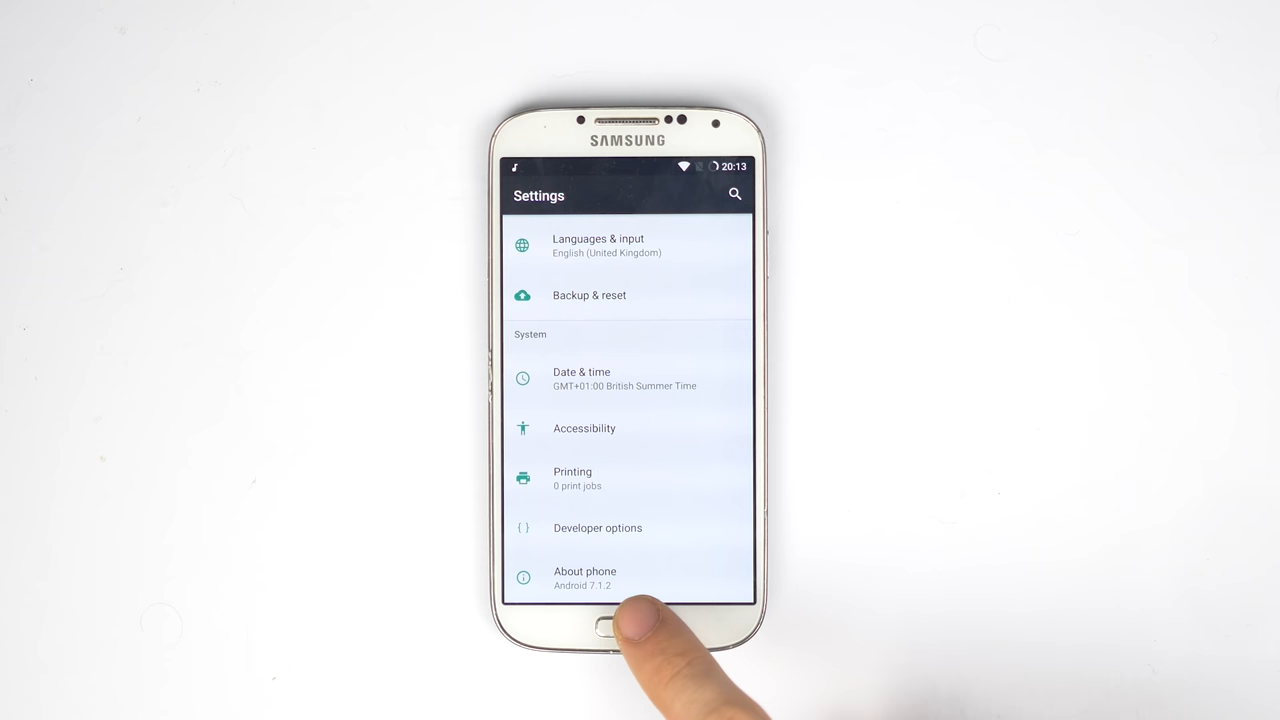 SAMSUNG
20:13
Settings
Languages & input
English (United Kingdom)
Backup & reset
System
Date & time
GMT+01:00 British Summer Time
Accessibility
Printing
0 print jobs
{ } Developer options
About phone
Android 7.1.2